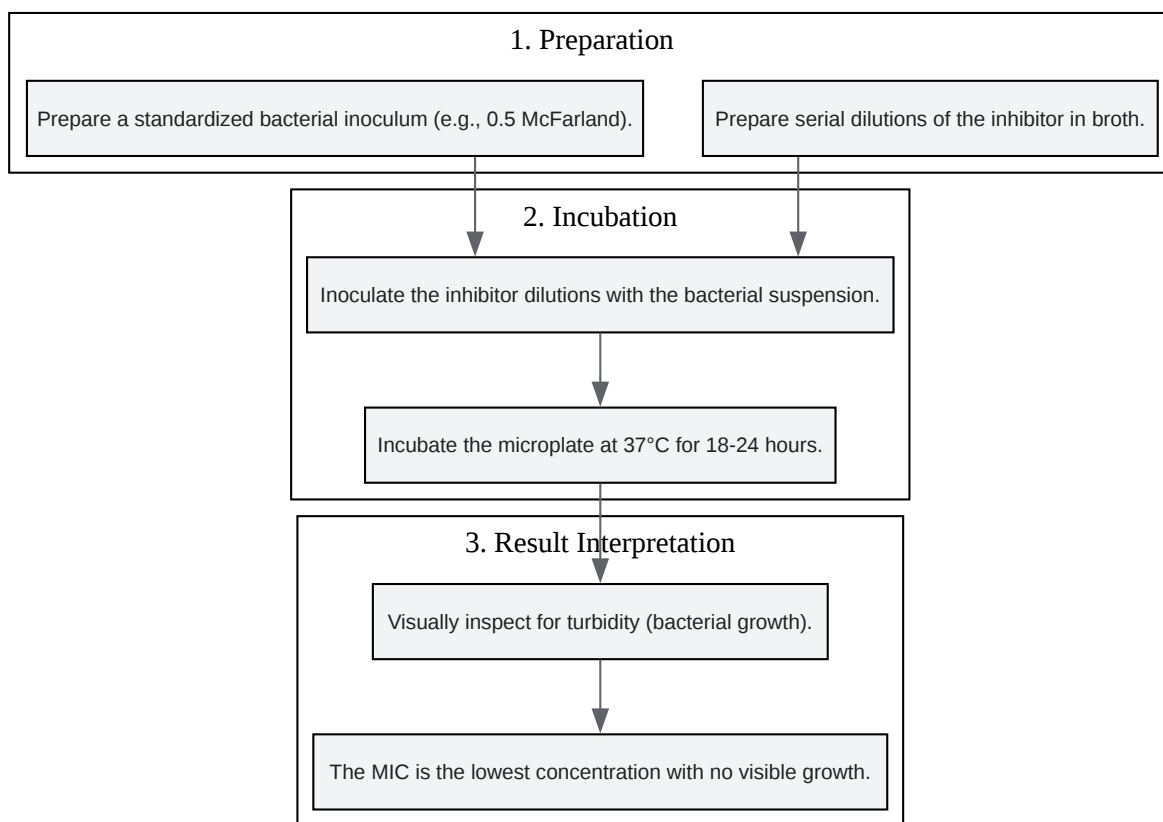 1. Preparation
Prepare a standardized bacterial inoculum (e.g., 0.5 McFarland).
Prepare serial dilutions of the inhibitor in broth.
2. Incubation
Inoculate the inhibitor dilutions with the bacterial suspension.
Incubate the microplate at 37°C for 18-24 hours.
3. Result Interpretation
Visually inspect for turbidity (bacterial growth).
The MIC is the lowest concentration with no visible growth.